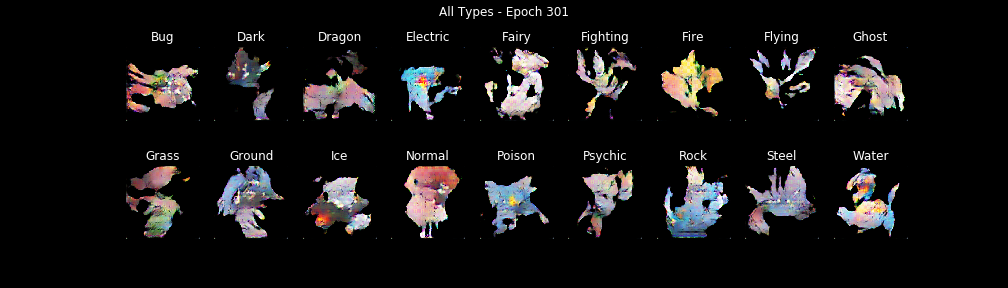 All Types - Epoch 301
Bug Dark Dragon Electric Fairy Fighting Fire Flying Ghost
Grass Ground Ice Normal Poison Psychic Rock Steel Water